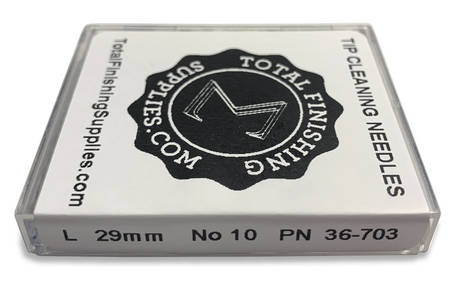 TIP CLEANING NEEDLES
TOTAL FINISHING
SUPPLIES.COM
TotalFinishingSupplies.com
L 29mm No 10 PN 36-703